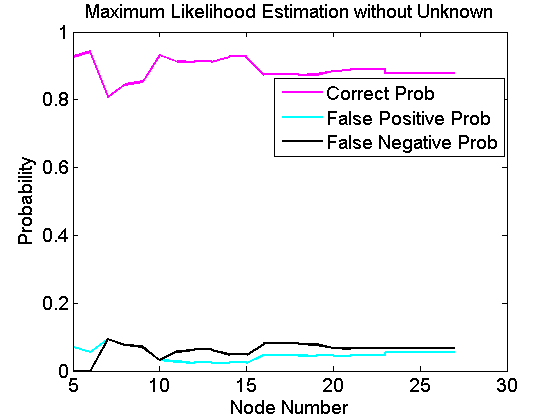 Maximum Likelihood Estimation without Unknown
1
0.8
0.6
0.4
0.2
0
Probability
Correct Prob
False Positive Prob
False Negative Prob
5
10
15
20
25
30
Node Number